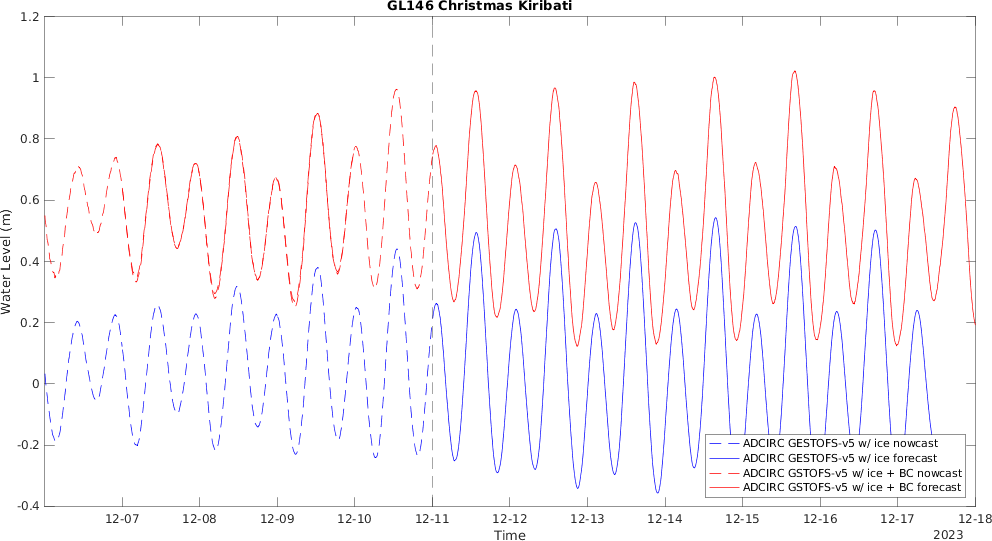 GL146 Christmas Kiribati
1.2
1
0.8
0.6
0.4
0.2
0
-0.2
-0.4
Water Level (m)
ADCIRC GESTOFS-v5 w/ ice nowcast
ADCIRC GESTOFS-v5 w/ ice forecast
ADCIRC GSTOFS-v5 w/ ice + BC nowcast
ADCIRC GSTOFS-v5 w/ ice + BC forecast
12-07 12-08 12-09 12-10 12-11 12-12 12-13 12-14 12-15 12-16 12-17 12-18
Time
2023